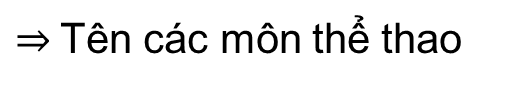 ⇒ Tên các môn thể thao